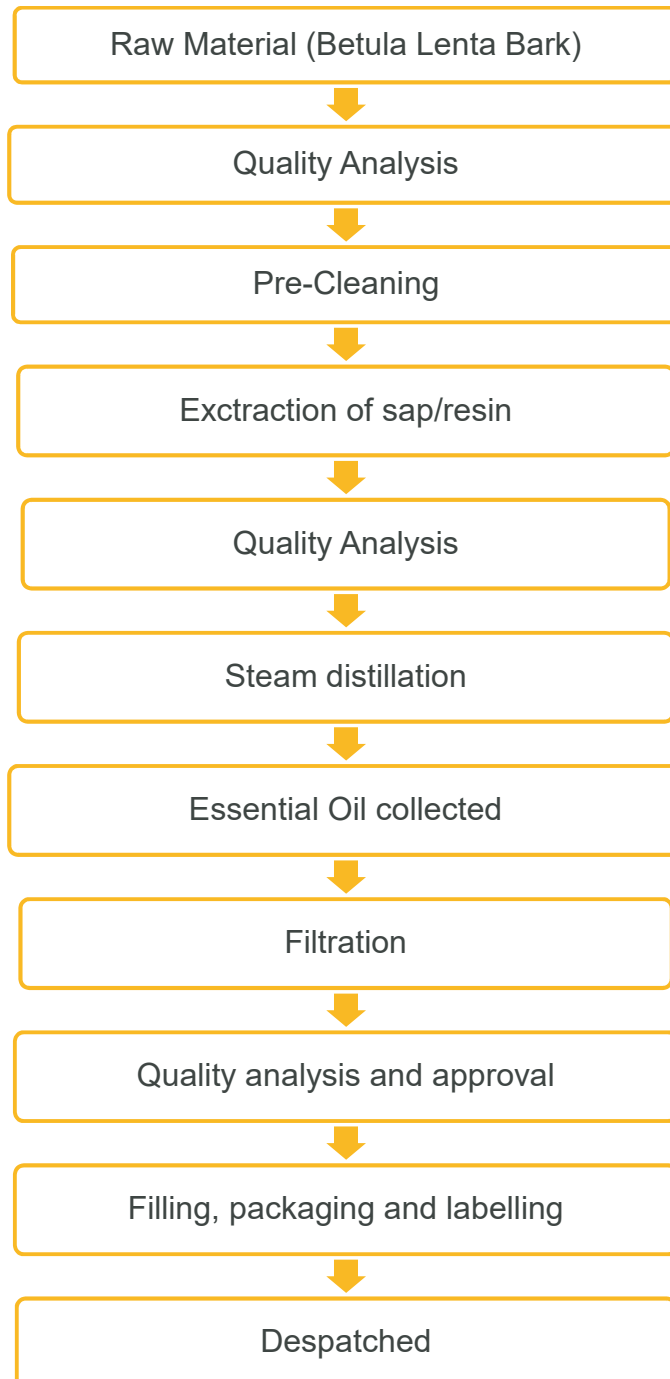 Raw Material (Betula Lenta Bark)
Quality Analysis
Pre-Cleaning
Exctraction of sap/resin
Quality Analysis
Steam distillation
Essential Oil collected
Filtration
Quality analysis and approval
Filling, packaging and labelling
Despatched